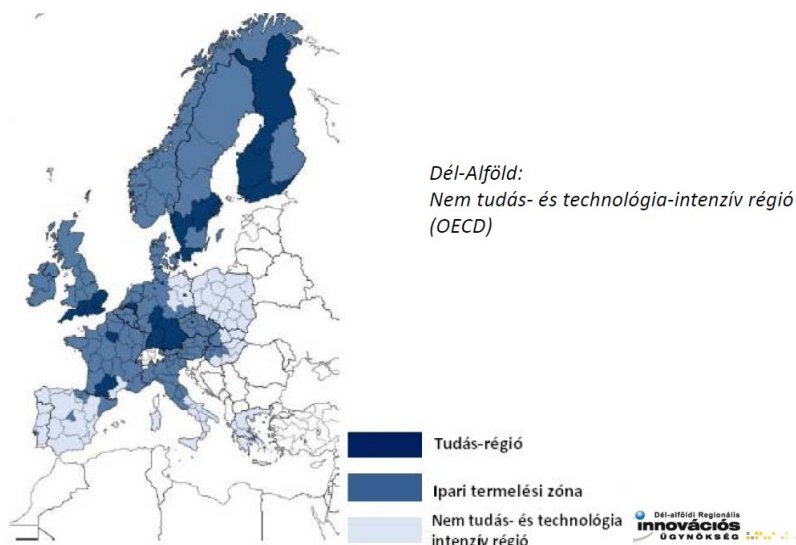 Dél-Alföld:
Nem tudás- és technológia-intenzív régió
(OECD)
Tudás-régió
Ipari termelési zóna
Nem tudás- és technológia
intenzív régió
Dél-alföldi Regionális
innovációs
ÜGYNÖKSÉG